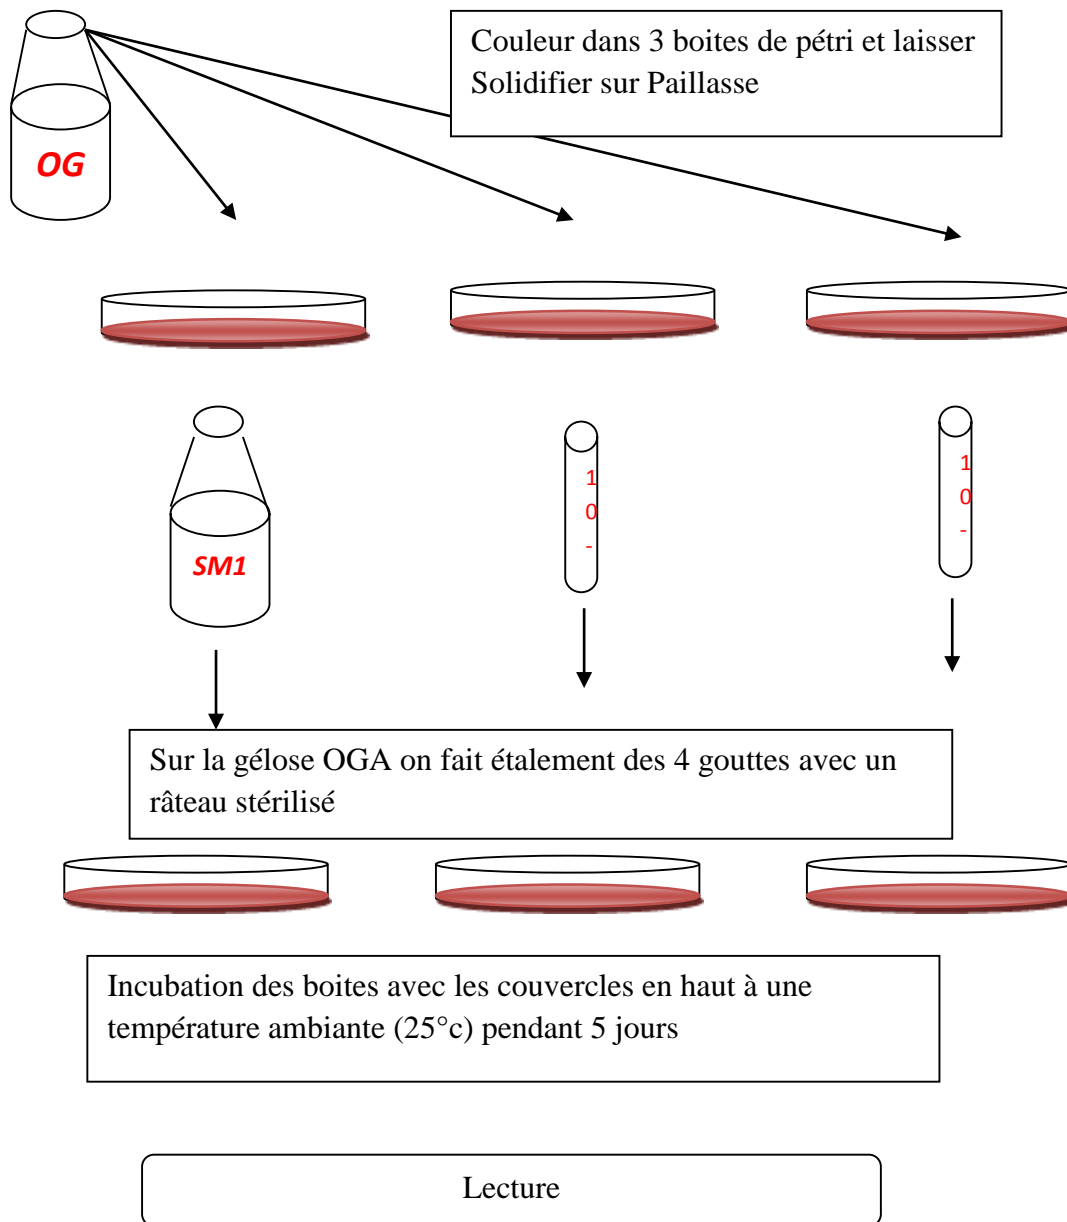 Couleur dans 3 boites de pétri et laisser
Solidifier sur Paillasse
OG
SM1
1
0
-
1
0
-
Sur la gélose OGA on fait étalement des 4 gouttes avec un
râteau stérilisé
Incubation des boites avec les couvercles en haut à une
température ambiante (25°c) pendant 5 jours
Lecture